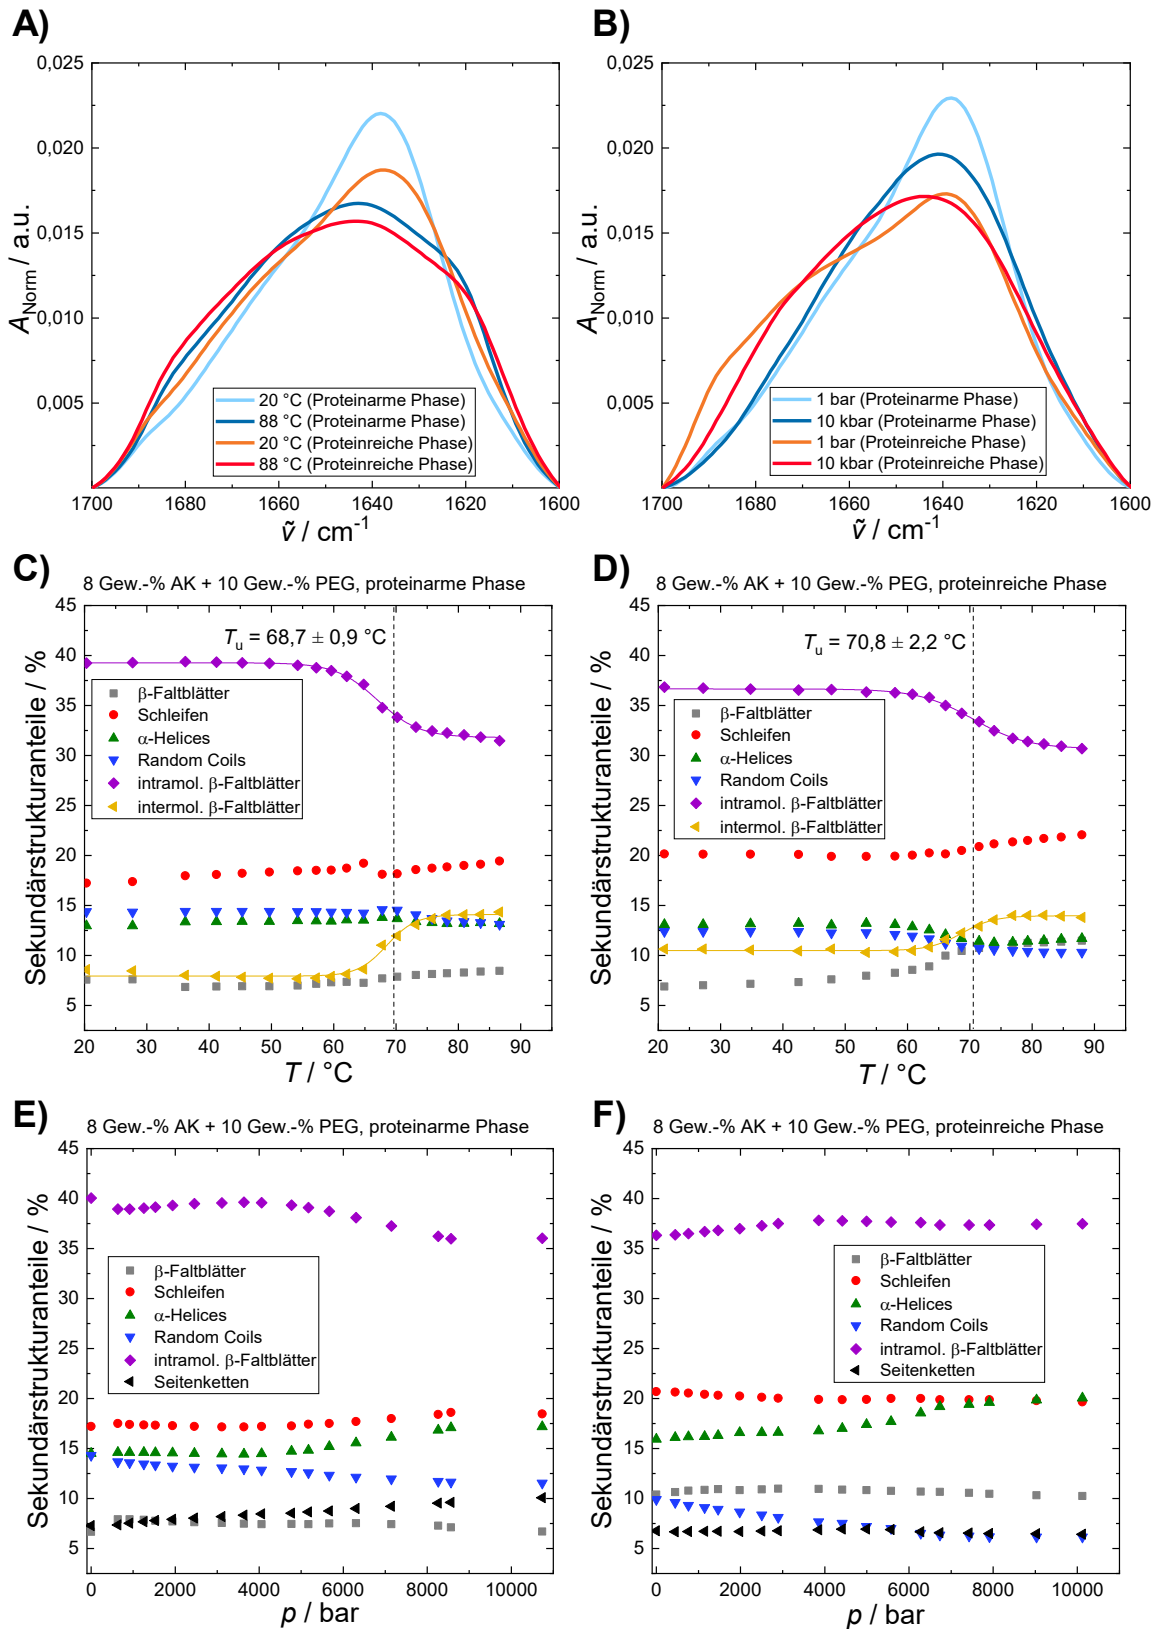 A)
B)
0,025
0,020
0,015
0,010
0,005
A_Norm / a.u.
20 °C (Proteinarme Phase)
88 °C (Proteinarme Phase)
20 °C (Proteinreiche Phase)
88 °C (Proteinreiche Phase)
1700 1680 1660 1640 1620 1600
ṽ / cm⁻¹
0,025
0,020
0,015
0,010
0,005
A_Norm / a.u.
1 bar (Proteinarme Phase)
10 kbar (Proteinarme Phase)
1 bar (Proteinreiche Phase)
10 kbar (Proteinreiche Phase)
1700 1680 1660 1640 1620 1600
ṽ / cm⁻¹
C)
8 Gew.-% AK + 10 Gew.-% PEG, proteinarme Phase
45
40
35
30
25
20
15
10
5
Sekundärstrukturanteile / %
T_u = 68,7 ± 0,9 °C
β-Faltblätter
Schleifen
α-Helices
Random Coils
intramol. β-Faltblätter
intermol. β-Faltblätter
20 30 40 50 60 70 80 90
T / °C
D)
8 Gew.-% AK + 10 Gew.-% PEG, proteinreiche Phase
45
40
35
30
25
20
15
10
5
Sekundärstrukturanteile / %
T_u = 70,8 ± 2,2 °C
β-Faltblätter
Schleifen
α-Helices
Random Coils
intramol. β-Faltblätter
intermol. β-Faltblätter
20 30 40 50 60 70 80 90
T / °C
E)
8 Gew.-% AK + 10 Gew.-% PEG, proteinarme Phase
45
40
35
30
25
20
15
10
5
Sekundärstrukturanteile / %
β-Faltblätter
Schleifen
α-Helices
Random Coils
intramol. β-Faltblätter
Seitenketten
0 2000 4000 6000 8000 10000
p / bar
F)
8 Gew.-% AK + 10 Gew.-% PEG, proteinreiche Phase
45
40
35
30
25
20
15
10
5
Sekundärstrukturanteile / %
β-Faltblätter
Schleifen
α-Helices
Random Coils
intramol. β-Faltblätter
Seitenketten
0 2000 4000 6000 8000 10000
p / bar